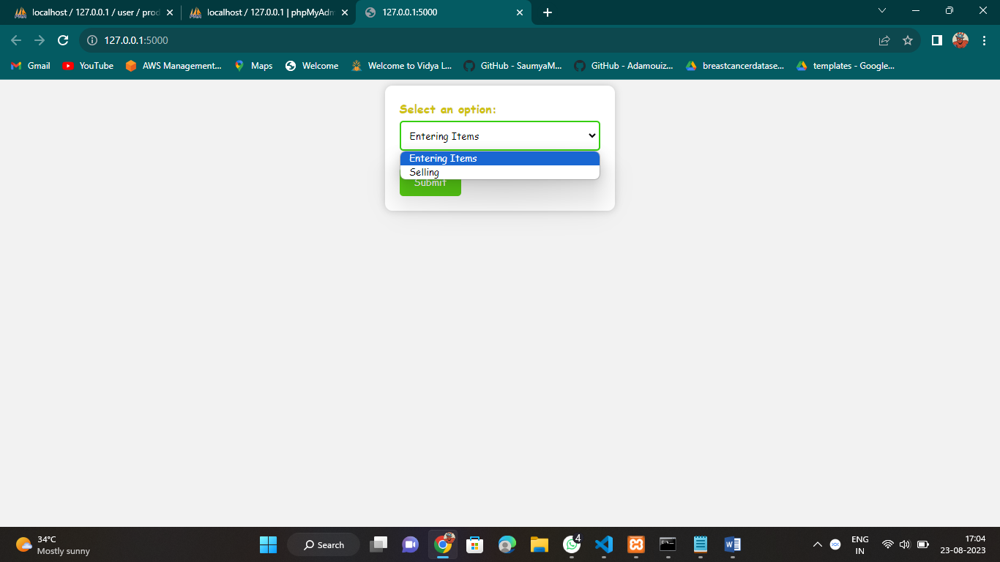 localhost / 127.0.0.1 / user / prod
localhost / 127.0.0.1 | phpMyAdm
127.0.0.1:5000
127.0.0.1:5000
Gmail
YouTube
AWS Management...
Maps
Welcome
Welcome to Vidya L...
GitHub - SaumyaM...
GitHub - Adamouiz...
breastcancerdatase...
templates - Google...
Select an option:
Entering Items
Entering Items
Selling
Submit
34°C
Mostly sunny
Search
4
ENG
IN
17:04
23-08-2023